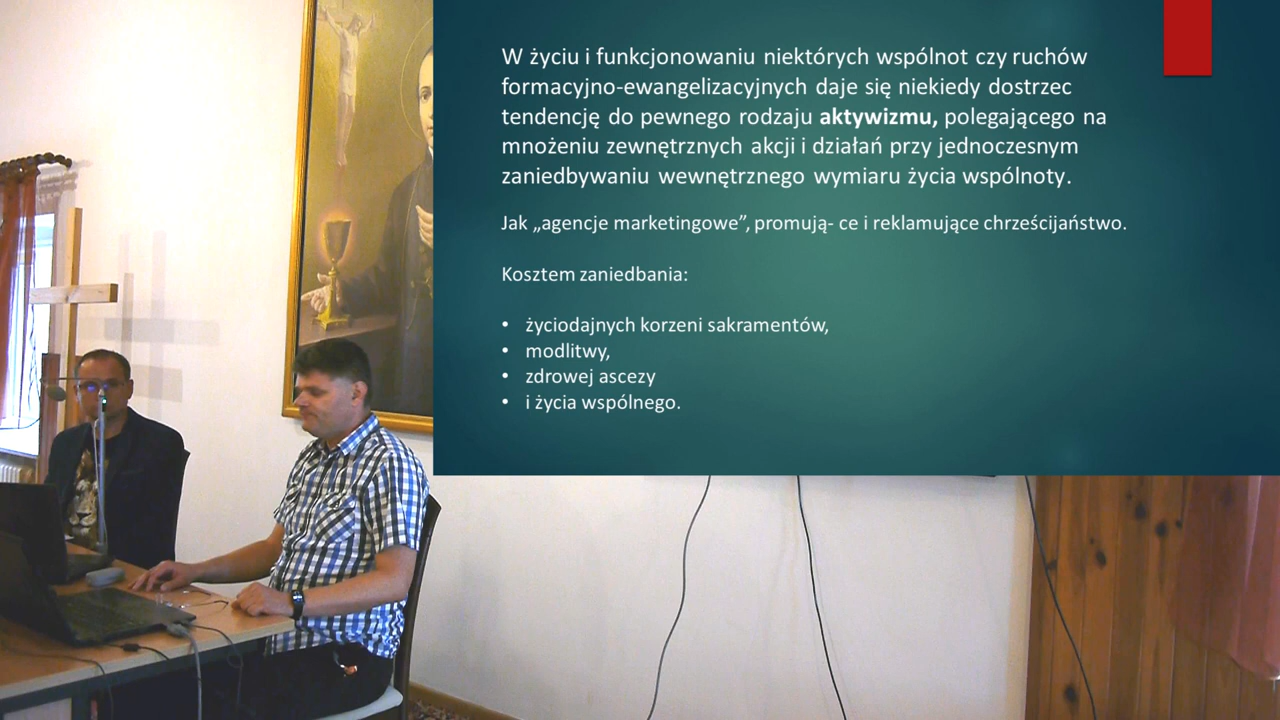 W życiu i funkcjonowaniu niektórych wspólnot czy ruchów
formacyjno-ewangelizacyjnych daje się niekiedy dostrzec
tendencję do pewnego rodzaju aktywizmu, polegającego na
mnożeniu zewnętrznych akcji i działań przy jednoczesnym
zaniedbywaniu wewnętrznego wymiaru życia wspólnoty.
Jak „agencje marketingowe”, promują- ce i reklamujące chrześcijaństwo.
Kosztem zaniedbania:
• życiodajnych korzeni sakramentów,
• modlitwy,
• zdrowej ascezy
• i życia wspólnego.